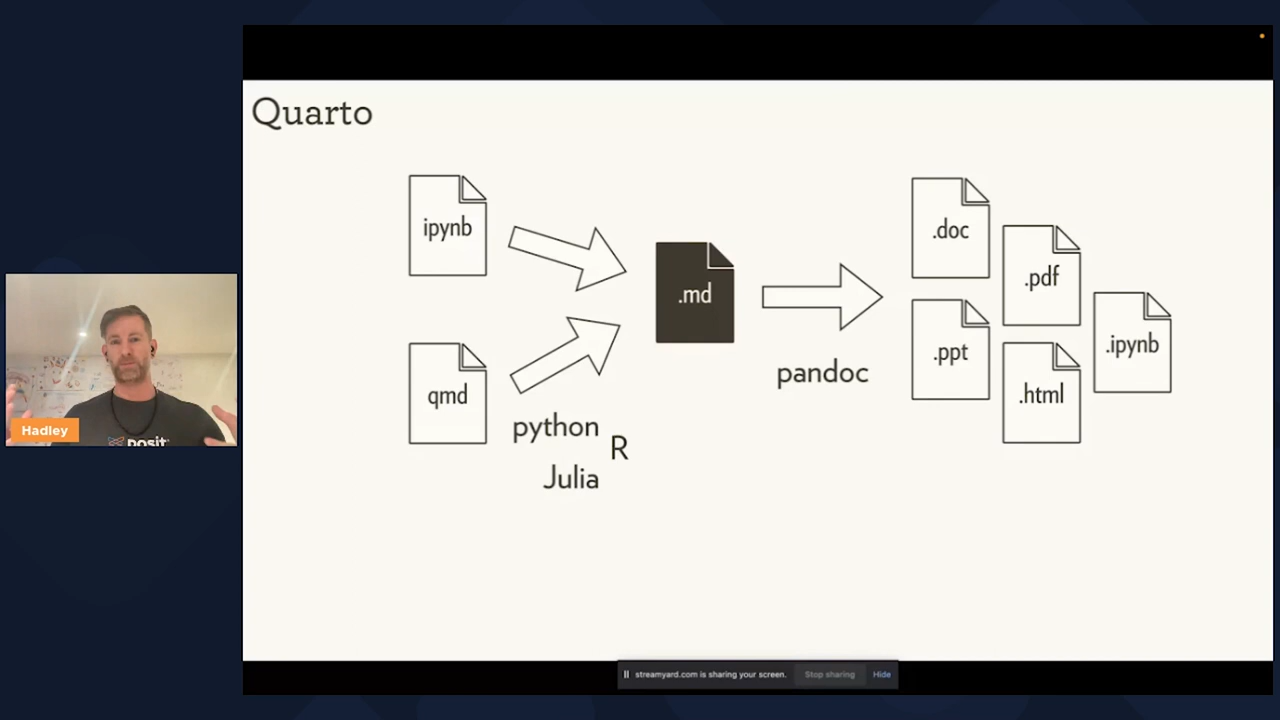 Quarto
ipynb
qmd
python
R
Julia
.md
pandoc
.doc
.pdf
.ppt
.html
.ipynb
Hadley
posit
streamyard.com is sharing your screen.
Stop sharing
Hide